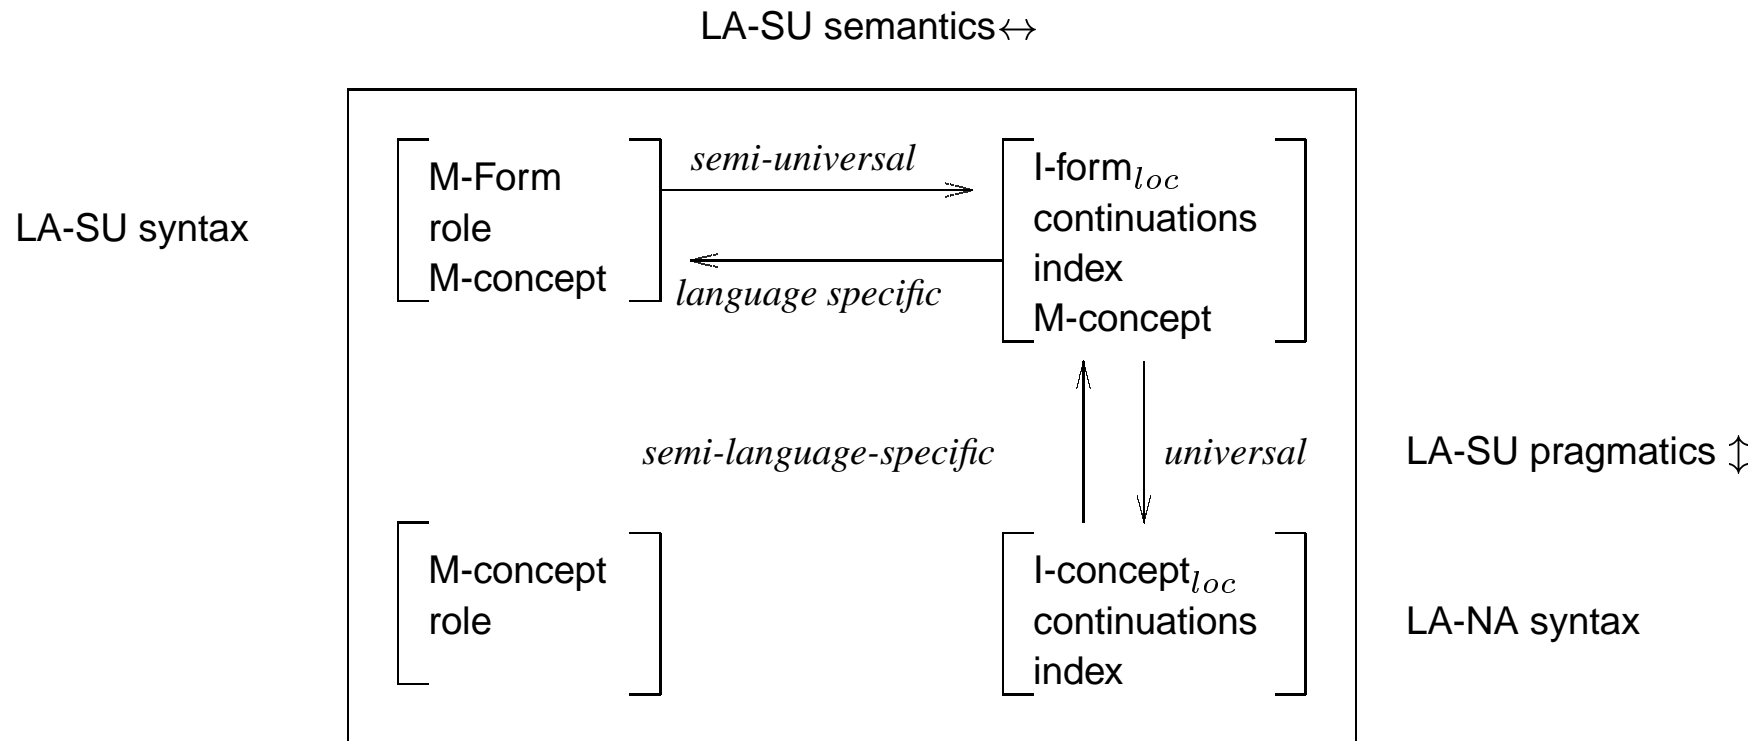 LA-SU semantics↔
LA-SU syntax
M-Form
role
M-concept
semi-universal
language specific
I-form_loc
continuations
index
M-concept
semi-language-specific
universal
LA-SU pragmatics ↕
M-concept
role
I-concept_loc
continuations
index
LA-NA syntax